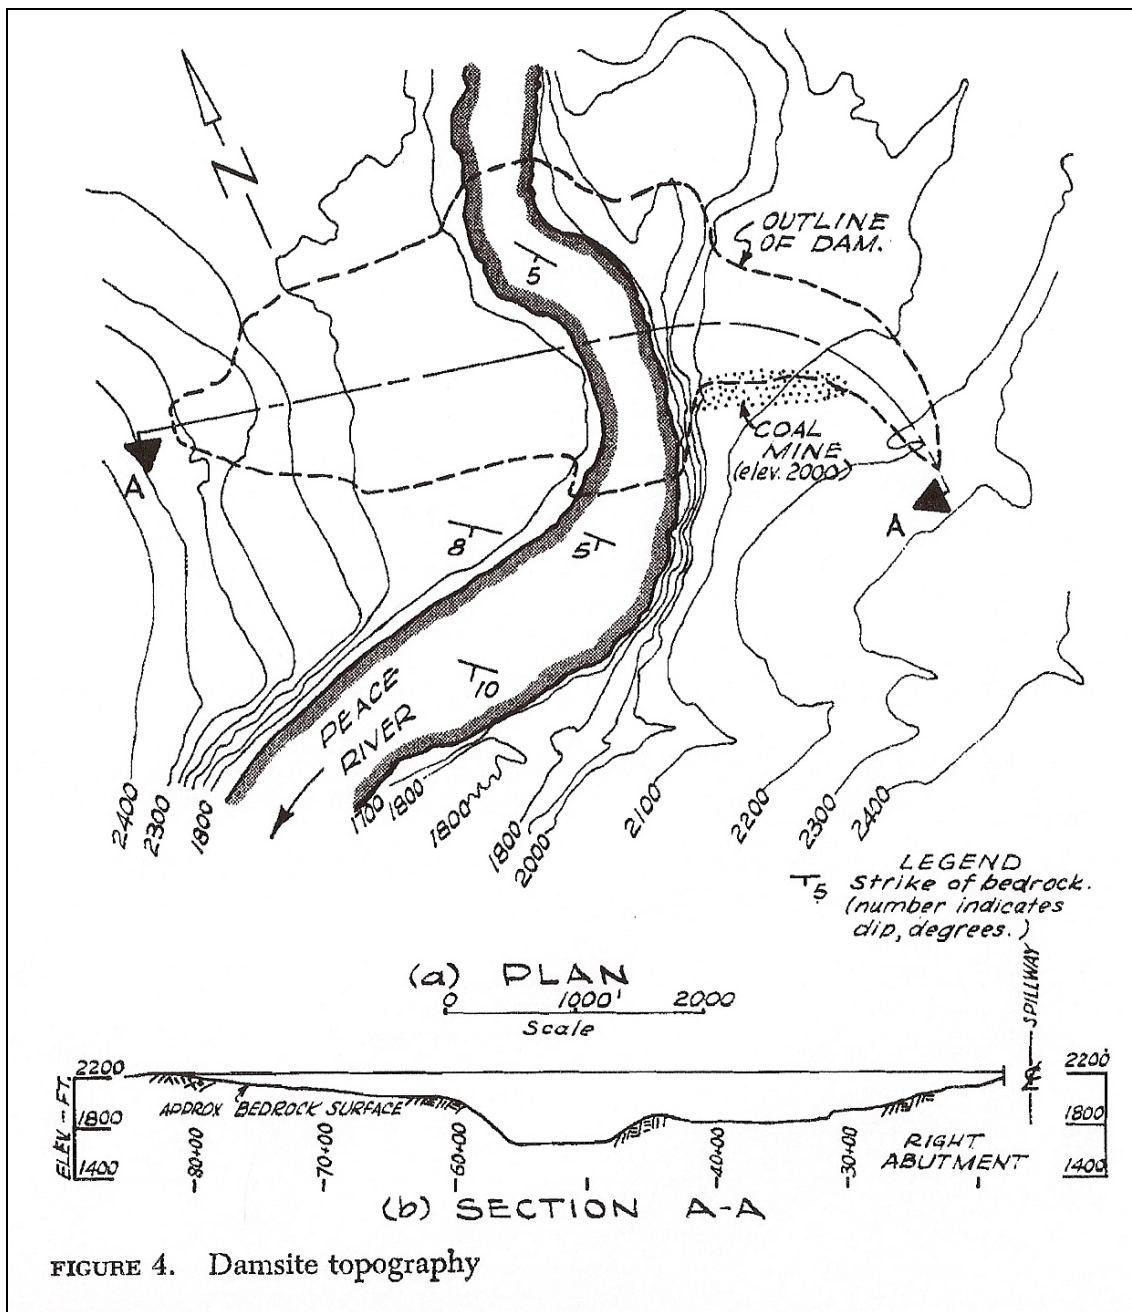 N
OUTLINE
OF DAM.
5
COAL
MINE
(elev. 2000)
A
A
8
5
10
PEACE
RIVER
2400
2300
1800
1700
1800
1800
1800
2000
2100
2200
2300
2400
LEGEND
5 Strike of bedrock.
(number indicates
dip, degrees.)
(a) PLAN
0 1000' 2000
Scale
SPILLWAY
ELEV.-FT.
2200
1800
1400
APPROX BEDROCK SURFACE
2200
1800
1400
-80+00
-70+00
-60+00
-40+00
-30+00
RIGHT
ABUTMENT
(b) SECTION A-A
FIGURE 4. Damsite topography